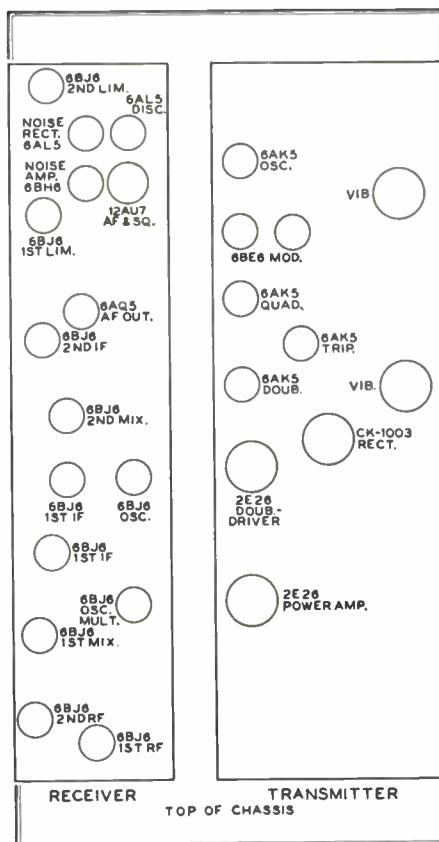 6BJ6
2ND LIM.
6AL5
DISC.
NOISE
RECT.
6AL5
NOISE
AMP.
6BH6
12AU7
AF & SQ.
6BJ6
1ST LIM.
6AQ5
AF OUT.
6BJ6
2ND IF
6BJ6
2ND MIX.
6BJ6
1ST IF
6BJ6
OSC.
6BJ6
1ST IF
6BJ6
OSC.
MULT.
6BJ6
1ST MIX.
6BJ6
2ND RF
6BJ6
1ST RF
RECEIVER
6AK5
OSC.
VIB
6BE6 MOD.
6AK5
QUAD.
6AK5
TRIP.
6AK5
DOUB.
VIB.
CK-1003
RECT.
2E26
DOUB.-
DRIVER
2E26
POWER AMP.
TRANSMITTER
TOP OF CHASSIS